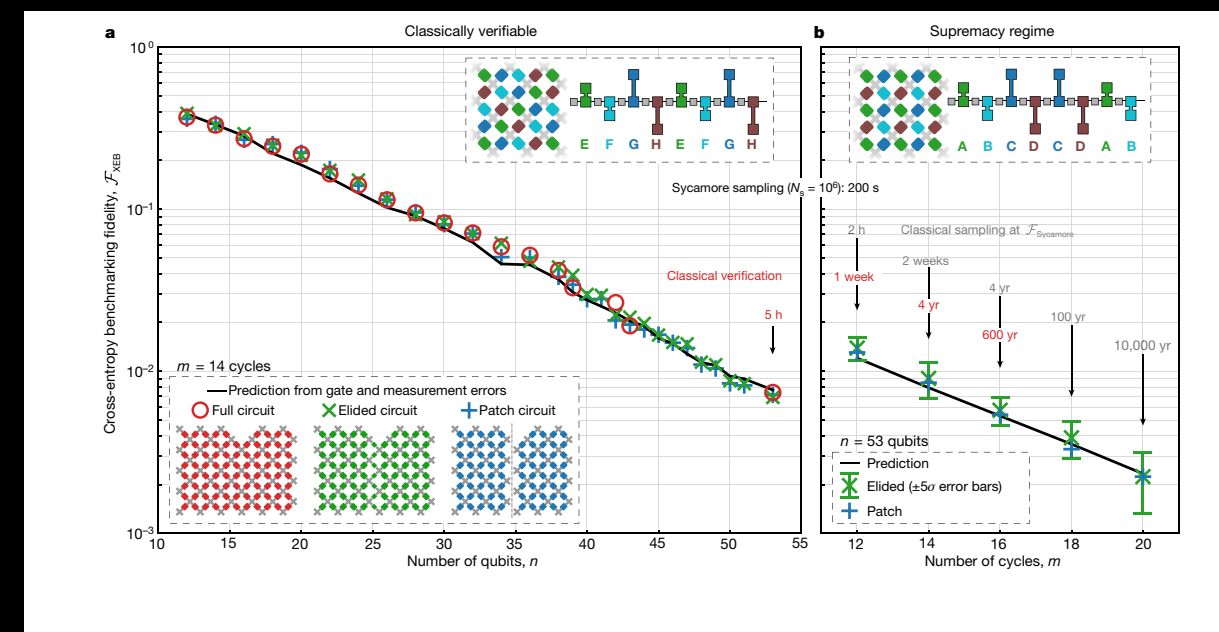 a
Classically verifiable
10⁰
10⁻¹
10⁻²
10⁻³
Cross-entropy benchmarking fidelity, ℱXEB
E F G H E F G H
Sycamore sampling (Nₛ = 10⁶): 200 s
Classical verification
5 h
m = 14 cycles
Prediction from gate and measurement errors
Full circuit Elided circuit Patch circuit
10 15 20 25 30 35 40 45 50 55
Number of qubits, n
b
Supremacy regime
A B C D C D A B
Classical sampling at ℱSycamore
2 h
1 week
2 weeks
4 yr
4 yr
600 yr
100 yr
10,000 yr
n = 53 qubits
Prediction
Elided (±5σ error bars)
Patch
12 14 16 18 20
Number of cycles, m